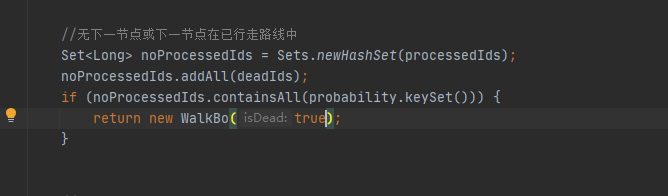 //无下一节点或下一节点在已行走路线中
Set<Long> noProcessedIds = Sets.newHashSet(processedIds);
noProcessedIds.addAll(deadIds);
if (noProcessedIds.containsAll(probability.keySet())) {
return new WalkBo( isDead: true);
}